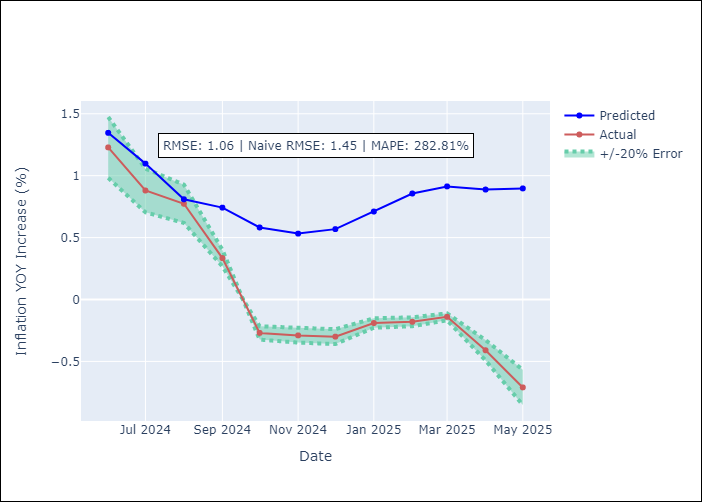 1.5
1
0.5
0
−0.5
Inflation YOY Increase (%)
RMSE: 1.06 | Naive RMSE: 1.45 | MAPE: 282.81%
Predicted
Actual
+/-20% Error
Jul 2024
Sep 2024
Nov 2024
Jan 2025
Mar 2025
May 2025
Date